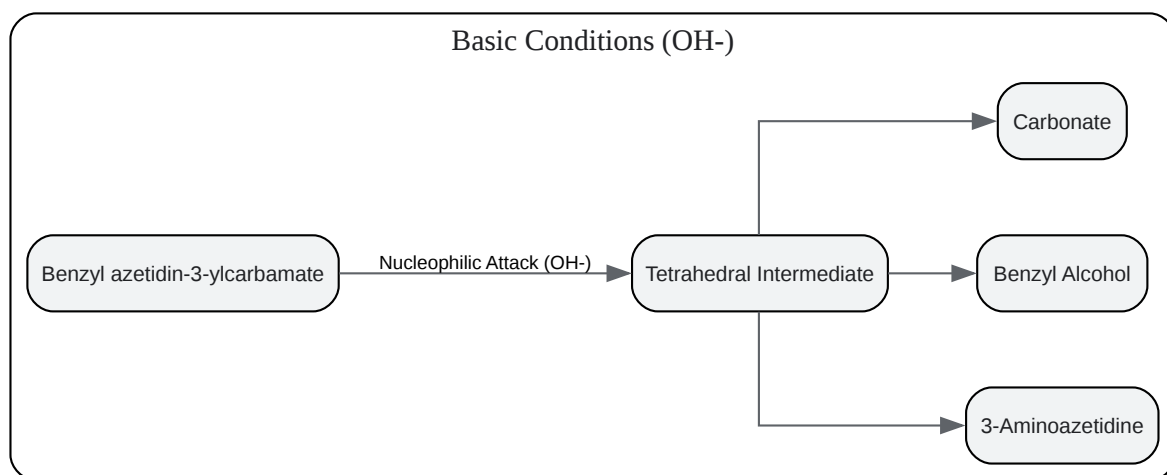 Basic Conditions (OH-)
Carbonate
Benzyl azetidin-3-ylcarbamate
Nucleophilic Attack (OH-)
Tetrahedral Intermediate
Benzyl Alcohol
3-Aminoazetidine